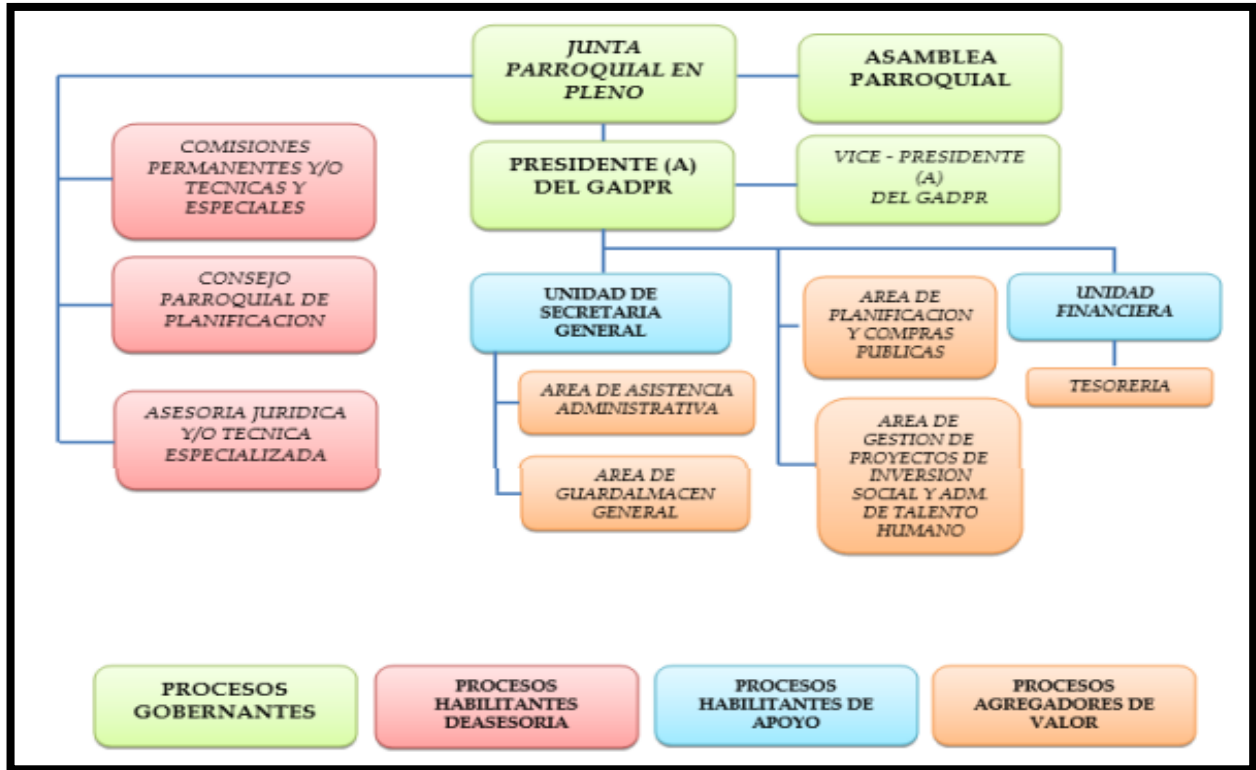 JUNTA
PARROQUIAL EN
PLENO
ASAMBLEA
PARROQUIAL
COMISIONES
PERMANENTES Y/O
TECNICAS Y
ESPECIALES
PRESIDENTE (A)
DEL GADPR
VICE - PRESIDENTE
(A)
DEL GADPR
CONSEJO
PARROQUIAL DE
PLANIFICACION
UNIDAD DE
SECRETARIA
GENERAL
AREA DE
PLANIFICACION
Y COMPRAS
PUBLICAS
UNIDAD
FINANCIERA
AREA DE ASISTENCIA
ADMINISTRATIVA
TESORERIA
ASESORIA JURIDICA
Y/O TECNICA
ESPECIALIZADA
AREA DE
GUARDALMACEN
GENERAL
AREA DE
GESTION DE
PROYECTOS DE
INVERSION
SOCIAL Y ADM.
DE TALENTO
HUMANO
PROCESOS
GOBERNANTES
PROCESOS
HABILITANTES
DEASESORIA
PROCESOS
HABILITANTES DE
APOYO
PROCESOS
AGREGADORES DE
VALOR